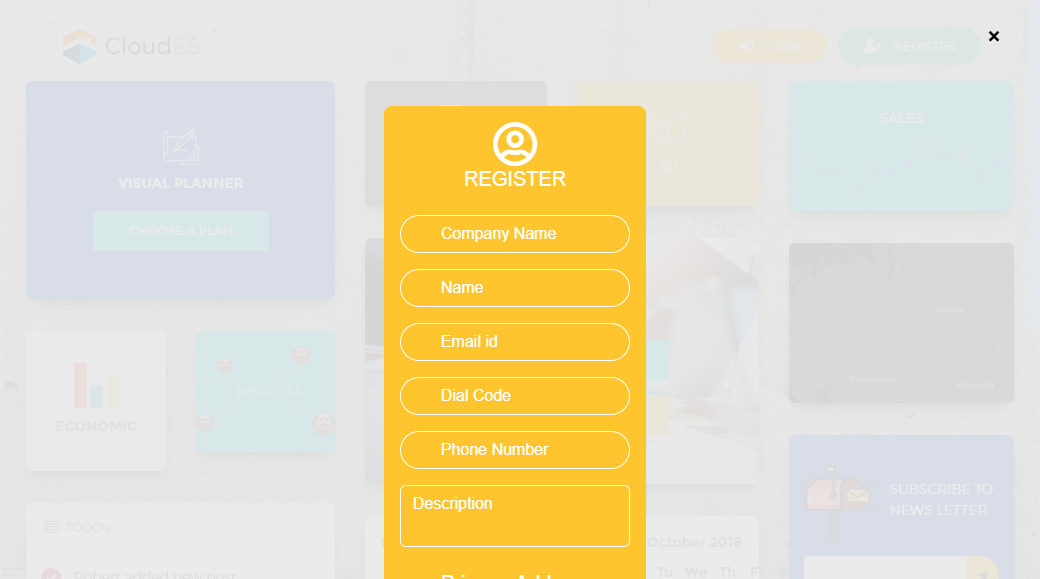 CloudES
LOGIN
REGISTER
VISUAL PLANNER
CHOOSE A PLAN
SALES
REGISTER
Company Name
Name
Email id
Dial Code
Phone Number
Description
Russia
Kazakhstan
Mongolia
ECONOMIC
EMPLOYEES
SUBSCRIBE TO
NEWS LETTER
TODO's
October 2018
Tu We Th F
Robert added new post